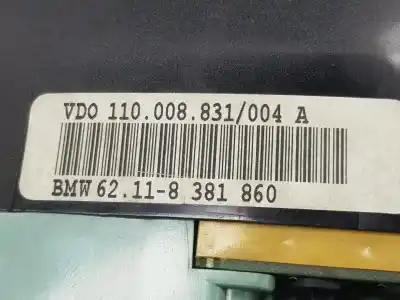 VDO 110.008.831/004 A
BMW 62.11-8 381 860